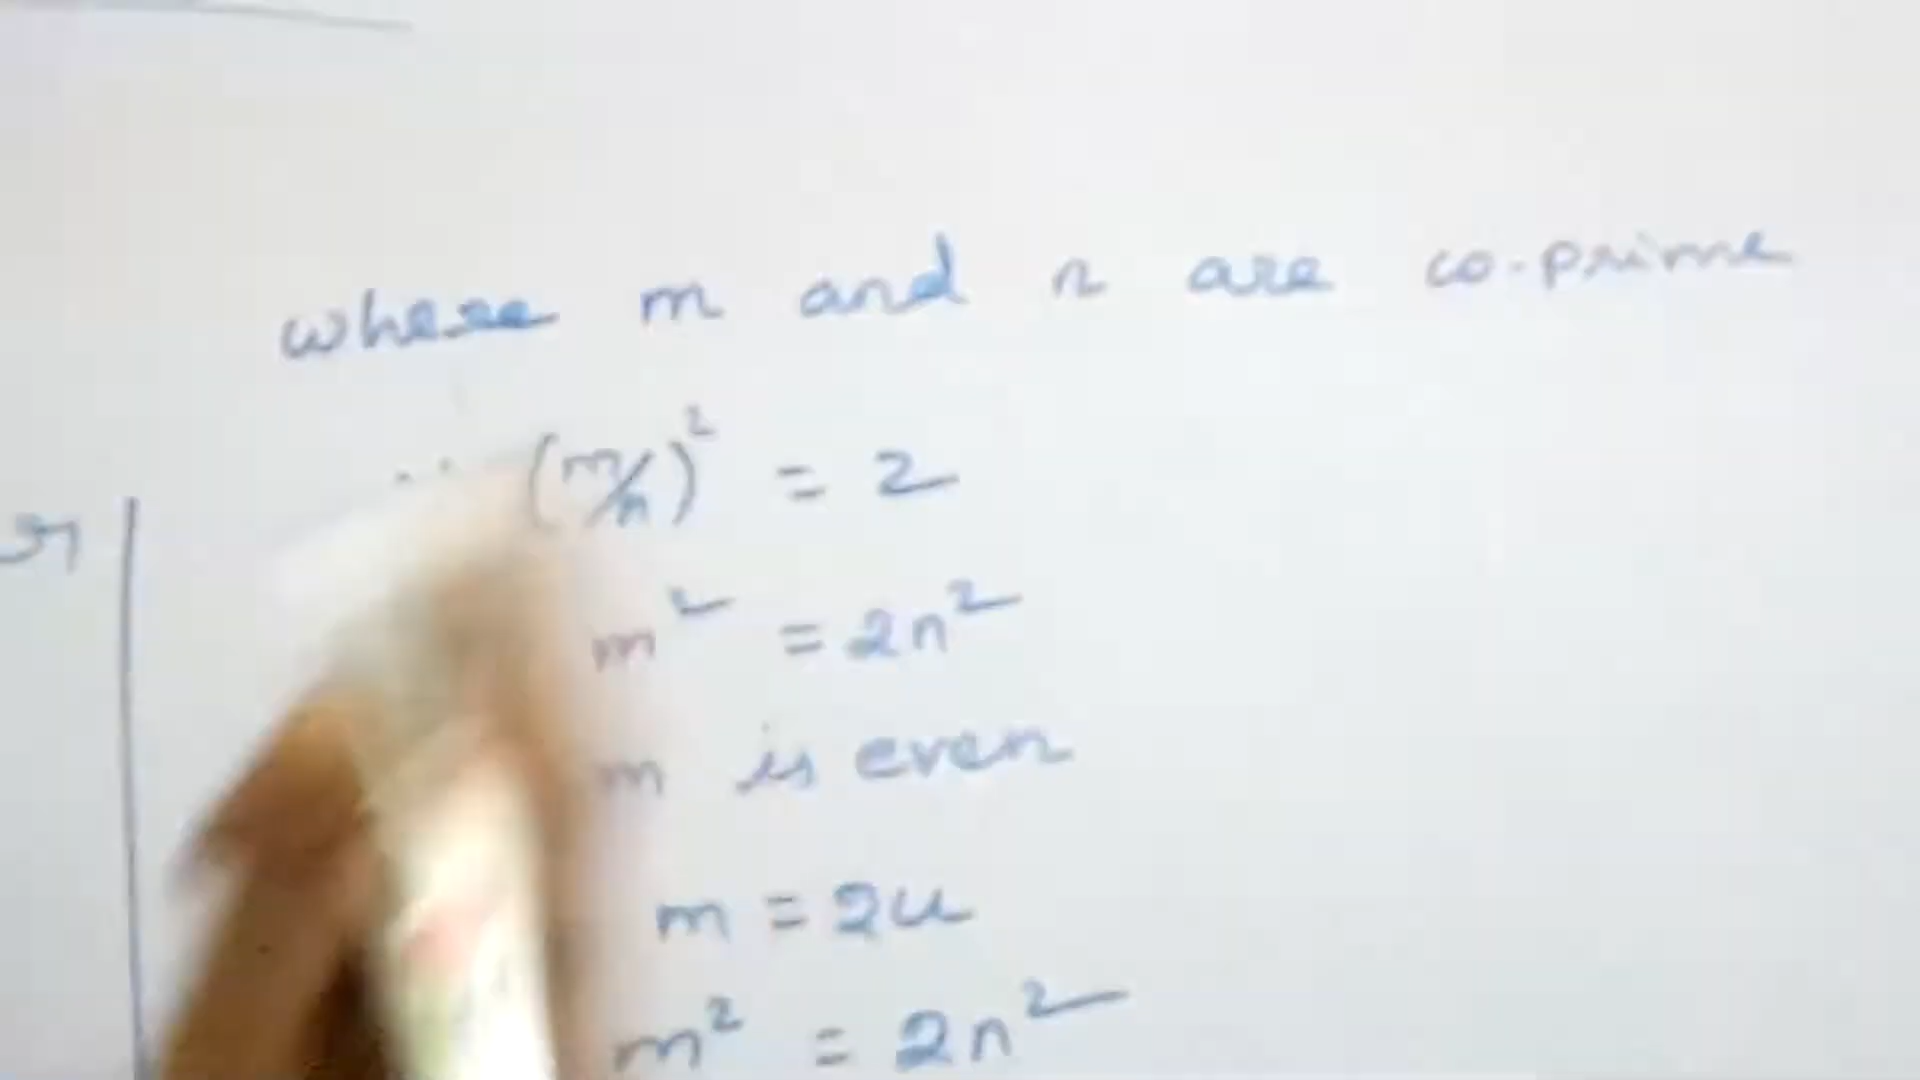 where m and n are co-prime
(m/n)² = 2
m² = 2n²
m is even
m = 2u
m² = 2n²